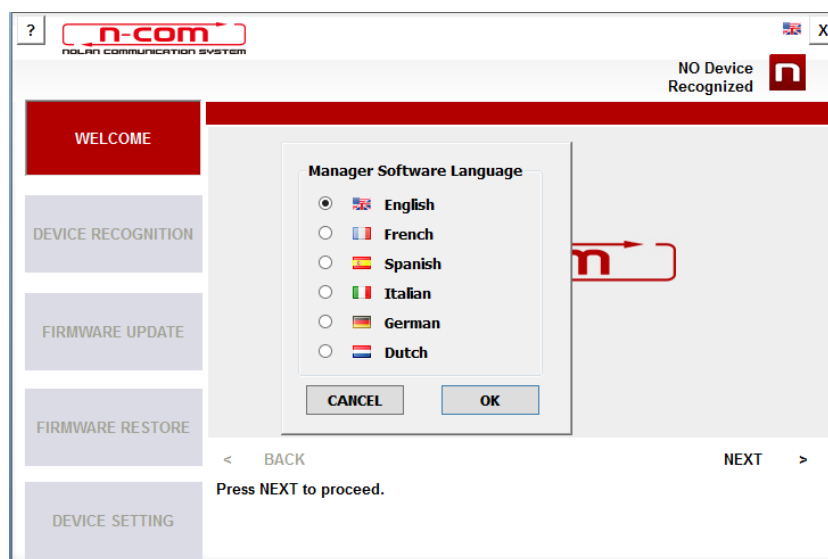 ?
n-com
NOLAN COMMUNICATION SYSTEM
X
NO Device
Recognized
n
WELCOME
DEVICE RECOGNITION
FIRMWARE UPDATE
FIRMWARE RESTORE
DEVICE SETTING
Manager Software Language
English
French
Spanish
Italian
German
Dutch
CANCEL
OK
m
< BACK
NEXT >
Press NEXT to proceed.